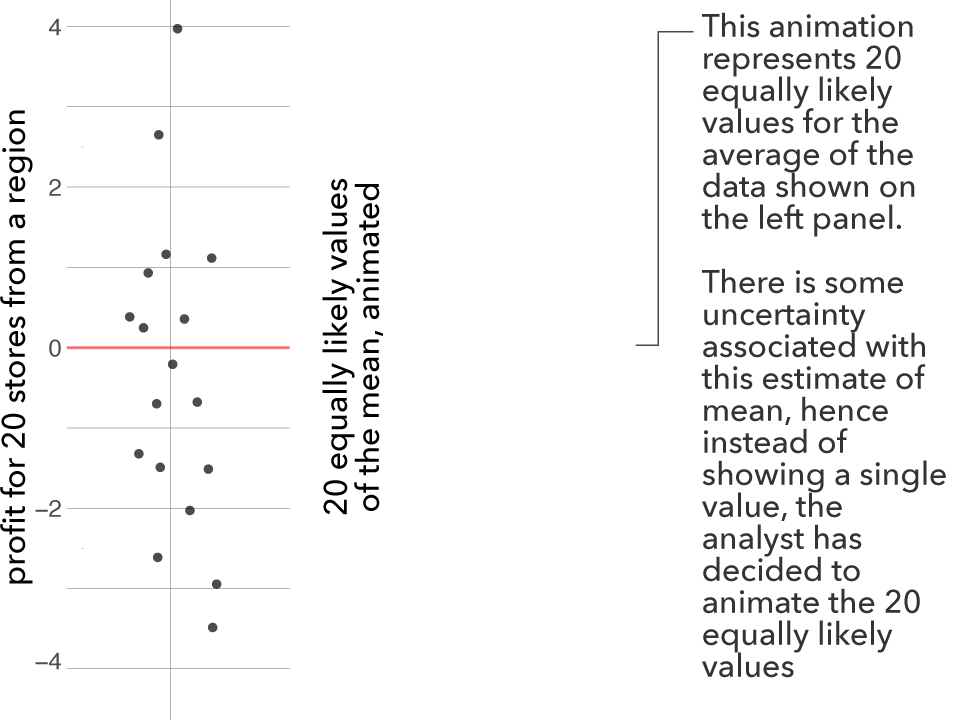 profit for 20 stores from a region
4
2
0
−2
−4
20 equally likely values
of the mean, animated
This animation
represents 20
equally likely
values for the
average of the
data shown on
the left panel.
There is some
uncertainty
associated with
this estimate of
mean, hence
instead of
showing a single
value, the
analyst has
decided to
animate the 20
equally likely
values